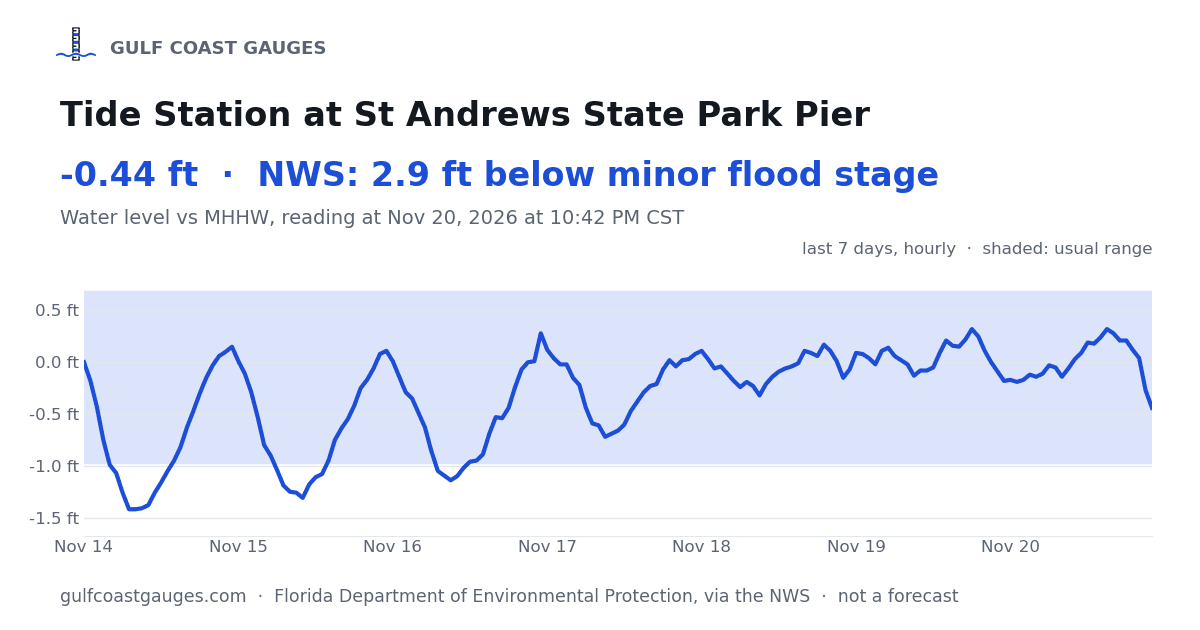 GULF COAST GAUGES
Tide Station at St Andrews State Park Pier
-0.44 ft · NWS: 2.9 ft below minor flood stage
Water level vs MHHW, reading at Nov 20, 2026 at 10:42 PM CST
last 7 days, hourly · shaded: usual range
0.5 ft
0.0 ft
-0.5 ft
-1.0 ft
-1.5 ft
Nov 14 Nov 15 Nov 16 Nov 17 Nov 18 Nov 19 Nov 20
gulfcoastgauges.com · Florida Department of Environmental Protection, via the NWS · not a forecast